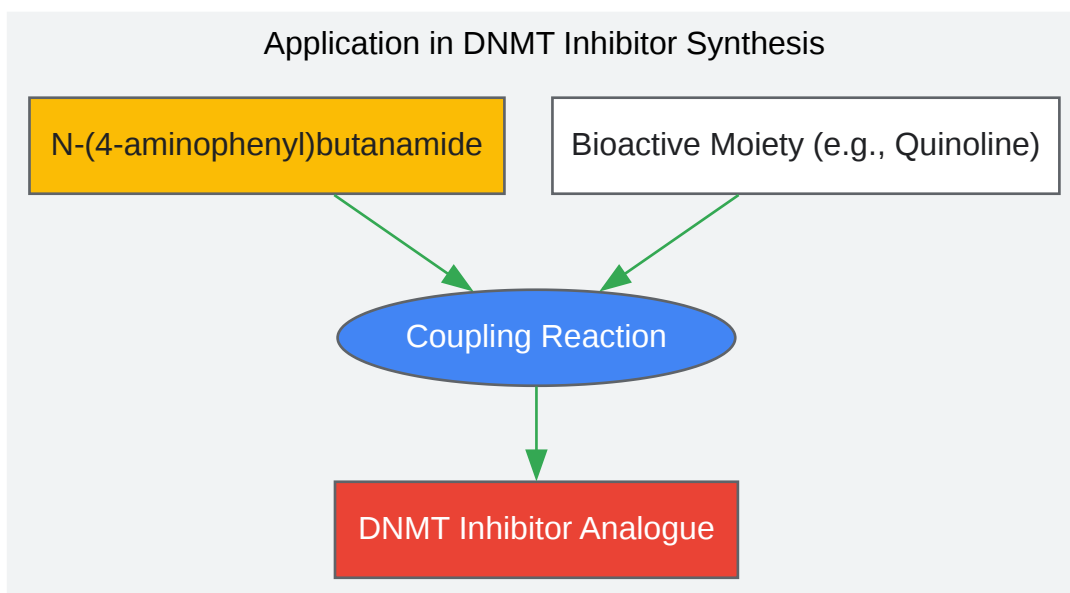 Application in DNMT Inhibitor Synthesis
N-(4-aminophenyl)butanamide
Bioactive Moiety (e.g., Quinoline)
Coupling Reaction
DNMT Inhibitor Analogue